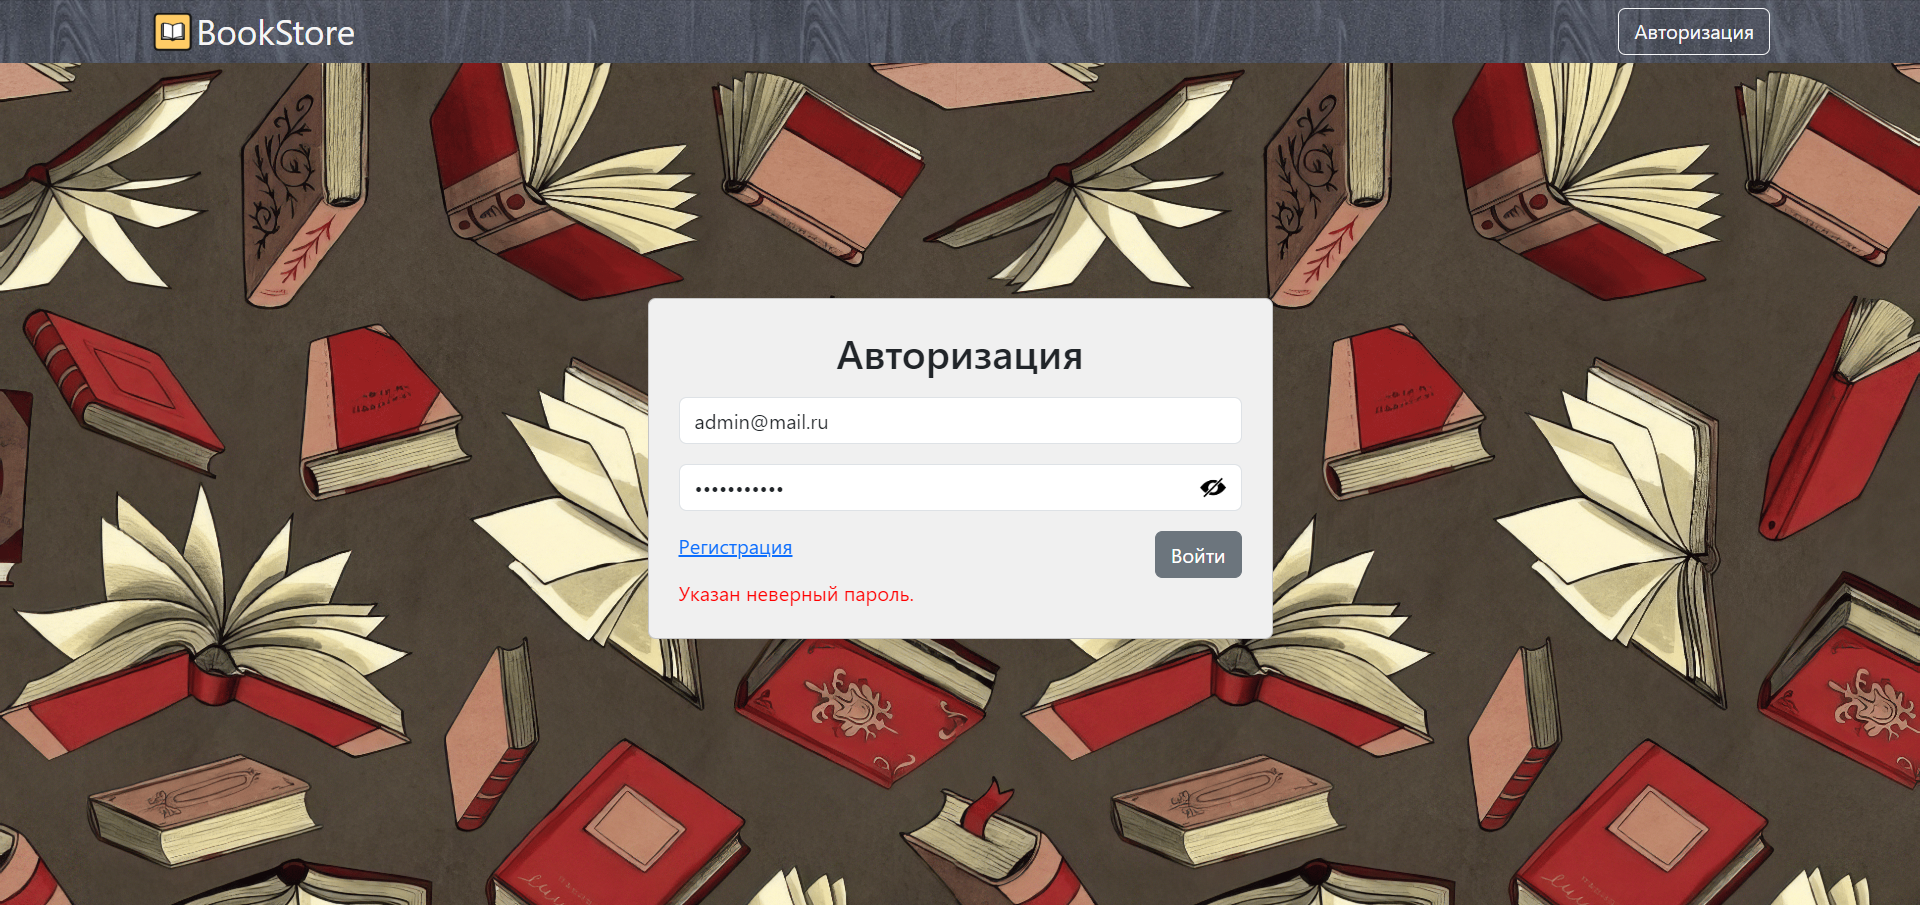 BookStore
Авторизация
Авторизация
admin@mail.ru
•••••••••••
Регистрация
Войти
Указан неверный пароль.